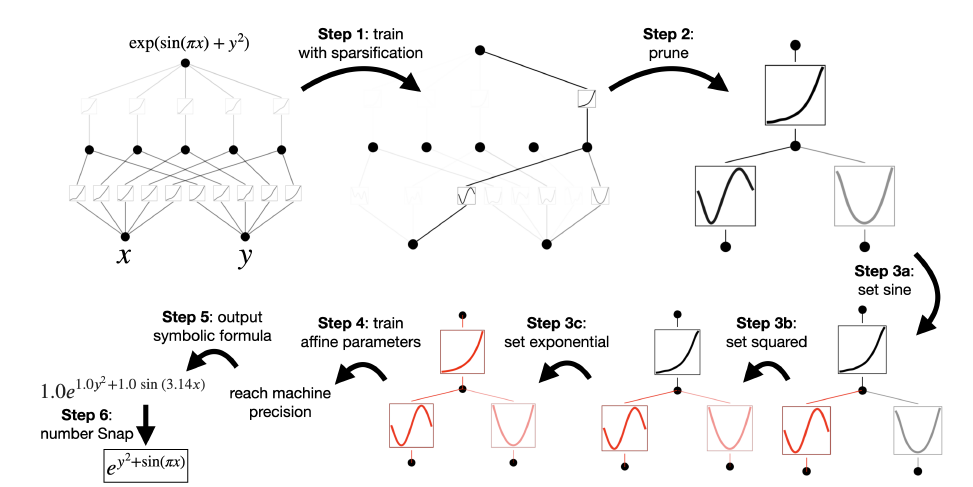 exp(sin(πx) + y²)
Step 1: train
with sparsification
Step 2:
prune
x
y
Step 3a:
set sine
Step 3b:
set squared
Step 3c:
set exponential
Step 4: train
affine parameters
reach machine
precision
Step 5: output
symbolic formula
1.0e^{1.0y²+1.0 sin (3.14x)}
Step 6:
number Snap
e^{y²+sin(πx)}